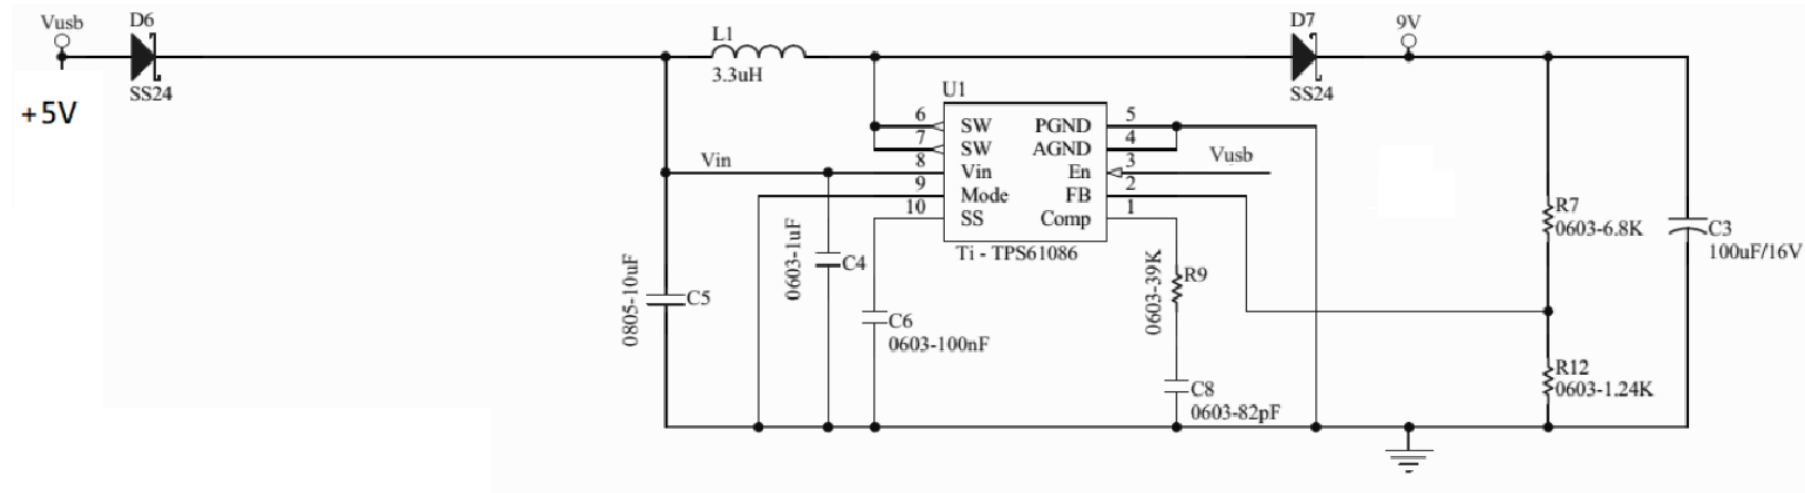 Vusb
D6
SS24
+5V
L1
3.3uH
D7
SS24
9V
U1
6
7
8
9
10
SW
SW
Vin
Mode
SS
PGND
AGND
En
FB
Comp
5
4
3
2
1
Ti - TPS61086
Vin
Vusb
0805-10uF
C5
0603-1uF
C4
C6
0603-100nF
0603-39K
R9
C8
0603-82pF
R7
0603-6.8K
R12
0603-1.24K
C3
100uF/16V